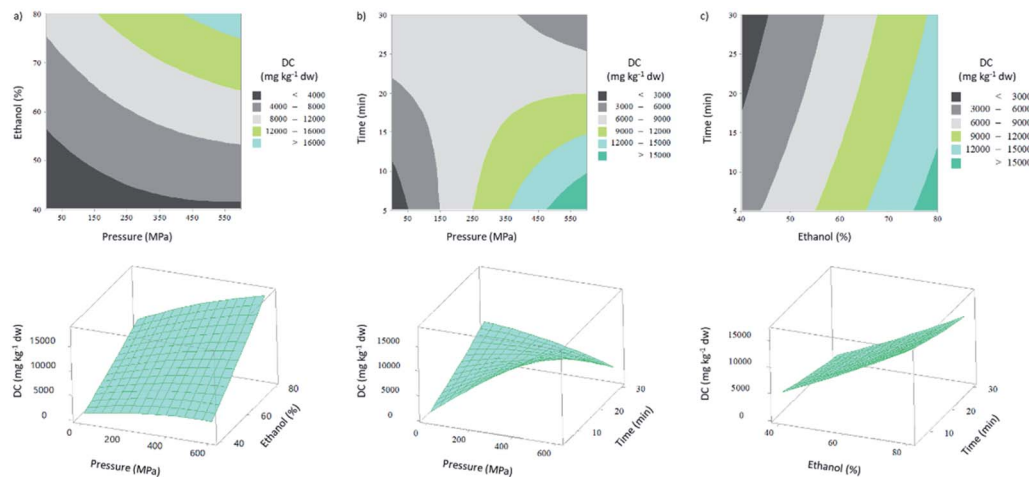 a)
80
70
60
50
40
Ethanol (%)
50 150 250 350 450 550
Pressure (MPa)
DC
(mg kg⁻¹ dw)
< 4000
4000 – 8000
8000 – 12000
12000 – 16000
> 16000
b)
30
25
20
15
10
5
Time (min)
50 150 250 350 450 550
Pressure (MPa)
DC
(mg kg⁻¹ dw)
< 3000
3000 – 6000
6000 – 9000
9000 – 12000
12000 – 15000
> 15000
c)
30
25
20
15
10
5
Time (min)
40 50 60 70 80
Ethanol (%)
DC
(mg kg⁻¹ dw)
< 3000
3000 – 6000
6000 – 9000
9000 – 12000
12000 – 15000
> 15000
DC (mg kg⁻¹ dw)
15000
10000
5000
0
0 200 400 600
Pressure (MPa)
40 60 80
Ethanol (%)
DC (mg kg⁻¹ dw)
15000
10000
5000
0
0 200 400 600
Pressure (MPa)
10 20 30
Time (min)
DC (mg kg⁻¹ dw)
15000
10000
5000
0
40 60 80
Ethanol (%)
10 20 30
Time (min)